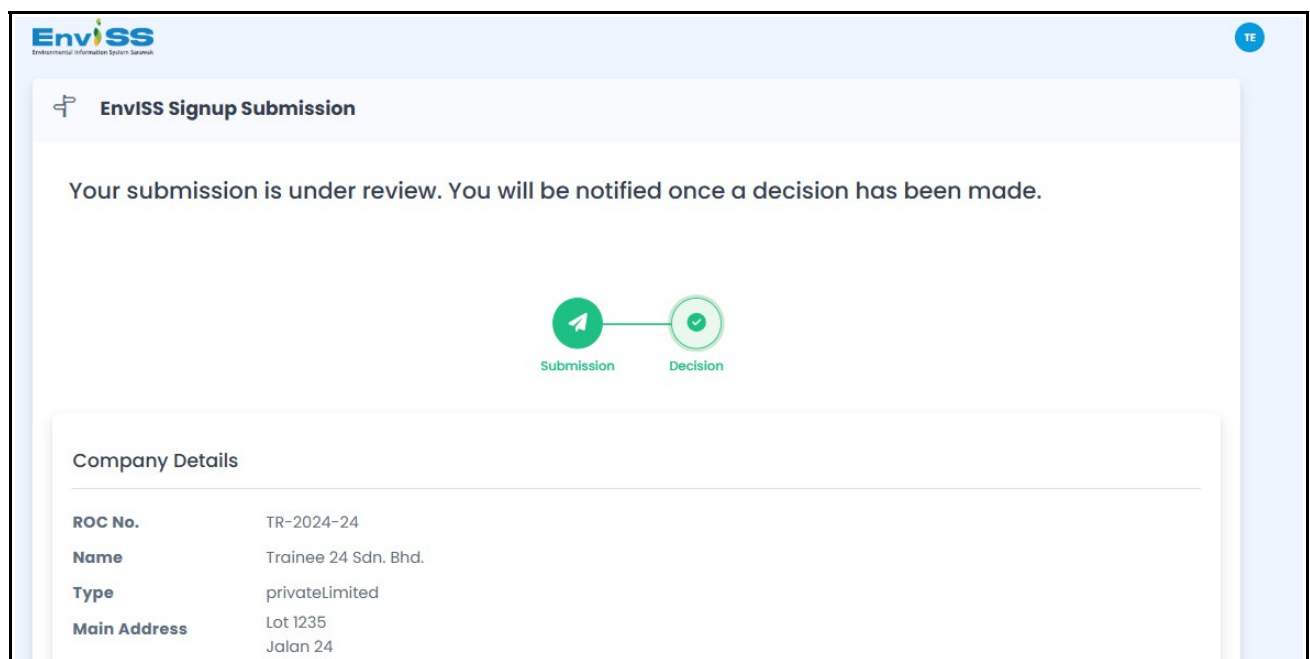 EnvISS
Environmental Information System Sarawak
TE
EnvISS Signup Submission
Your submission is under review. You will be notified once a decision has been made.
Submission
Decision
Company Details
ROC No. TR-2024-24
Name Trainee 24 Sdn. Bhd.
Type privateLimited
Main Address Lot 1235
Jalan 24